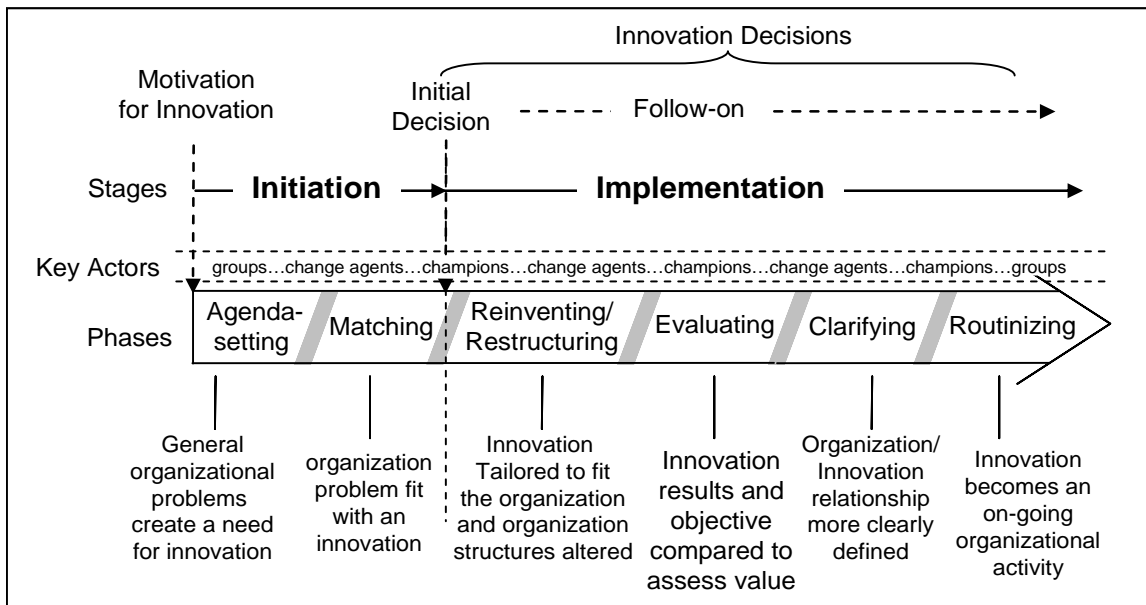 Innovation Decisions
Motivation
for Innovation
Initial
Decision
Follow-on
Stages
Initiation
Implementation
Key Actors
groups…change agents…champions…change agents…champions…change agents…champions…groups
Phases
Agenda-
setting
Matching
Reinventing/
Restructuring
Evaluating
Clarifying
Routinizing
General
organizational
problems
create a need
for innovation
organization
problem fit
with an
innovation
Innovation
Tailored to fit
the organization
and organization
structures altered
Innovation
results and
objective
compared to
assess value
Organization/
Innovation
relationship
more clearly
defined
Innovation
becomes an
on-going
organizational
activity